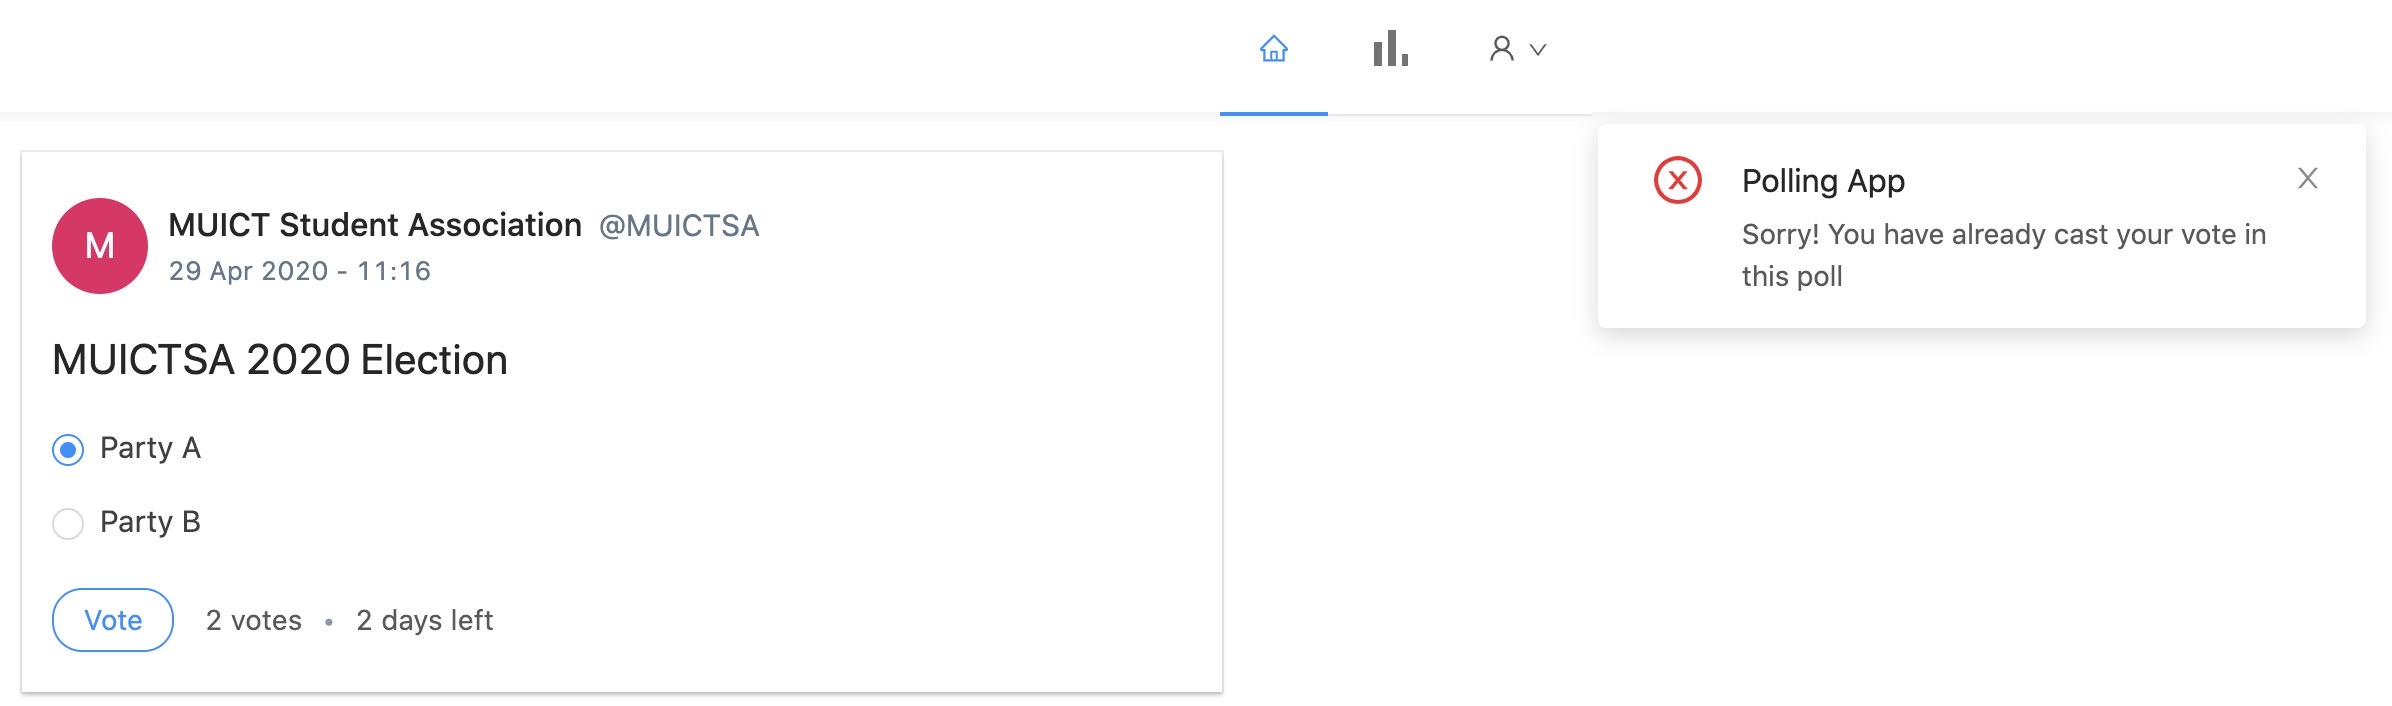 M
MUICT Student Association @MUICTSA
29 Apr 2020 - 11:16
MUICTSA 2020 Election
Party A
Party B
Vote 2 votes • 2 days left
Polling App
Sorry! You have already cast your vote in
this poll